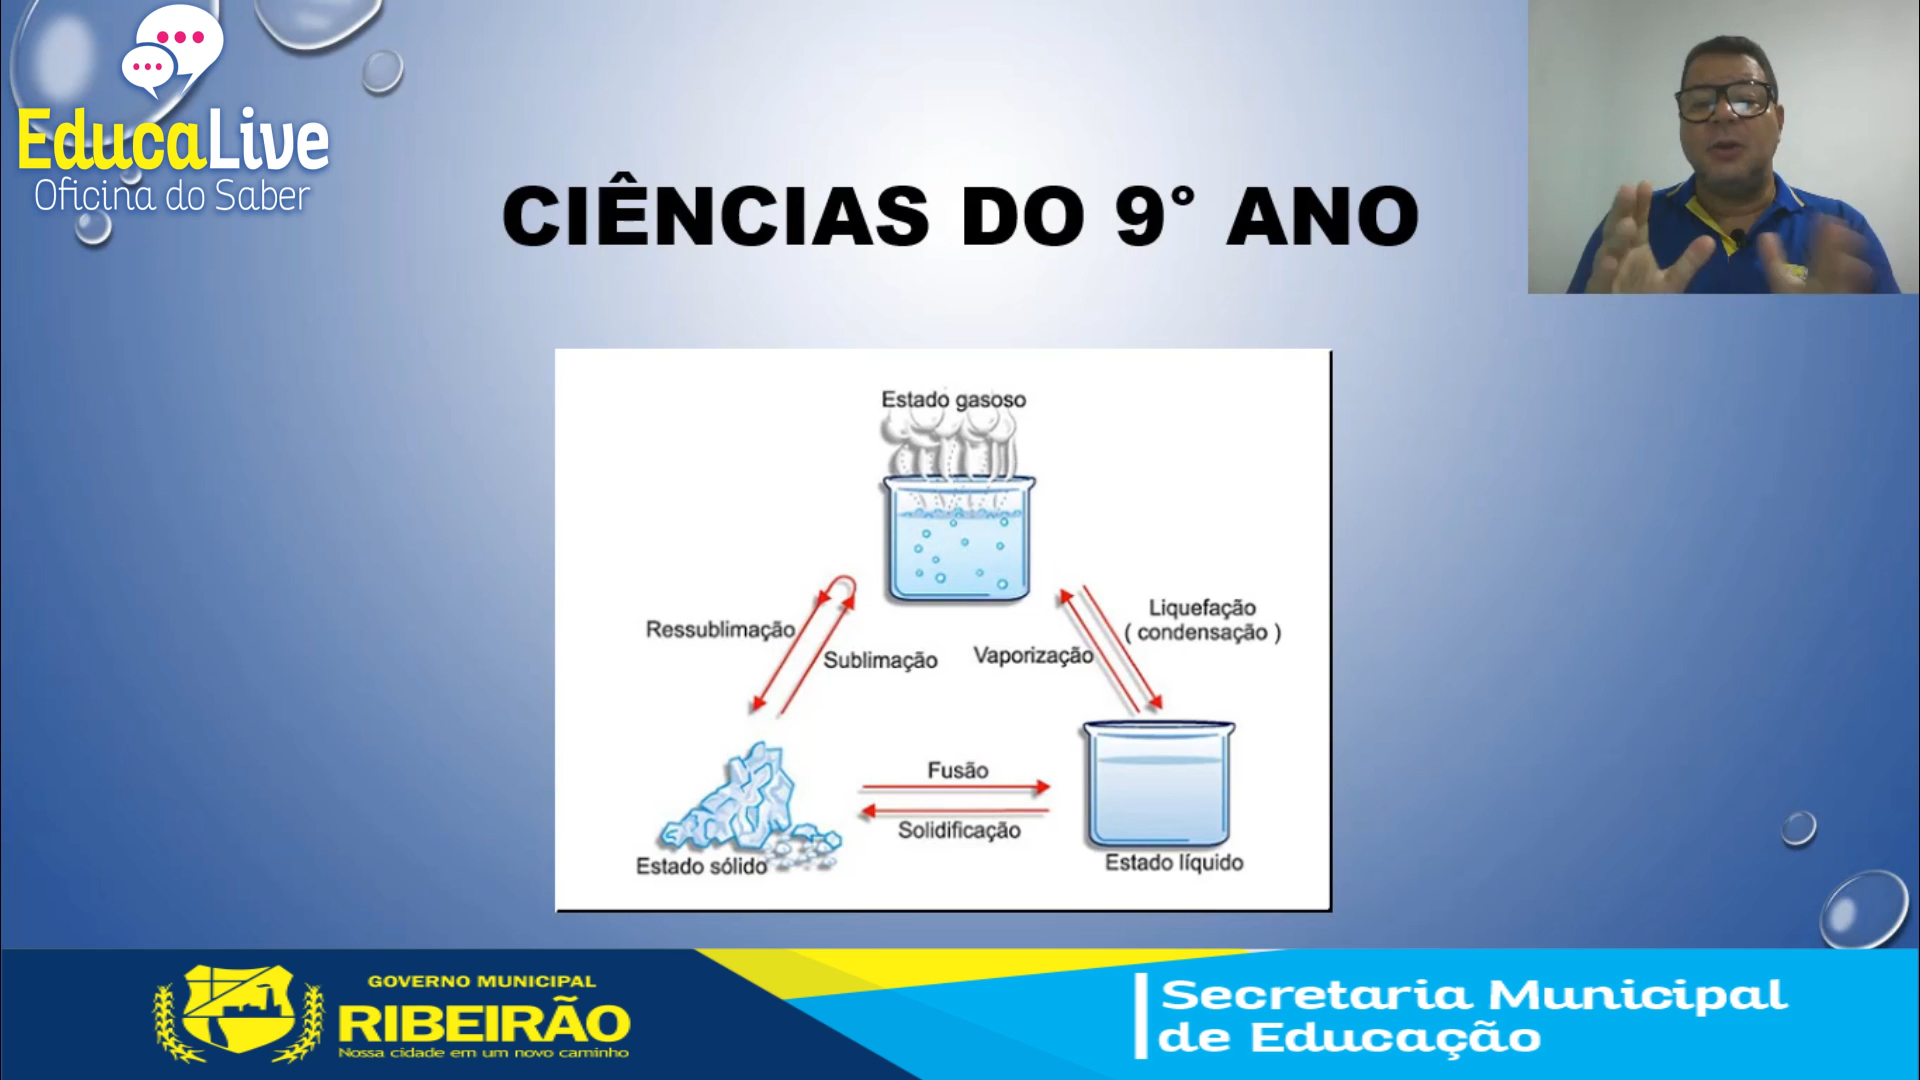 EducaLive
Oficina do Saber
CIÊNCIAS DO 9° ANO
Estado gasoso
Ressublimação
Sublimação
Vaporização
Liquefação
( condensação )
Fusão
Solidificação
Estado sólido
Estado líquido
GOVERNO MUNICIPAL
RIBEIRÃO
Nossa cidade em um novo caminho
Secretaria Municipal
de Educação